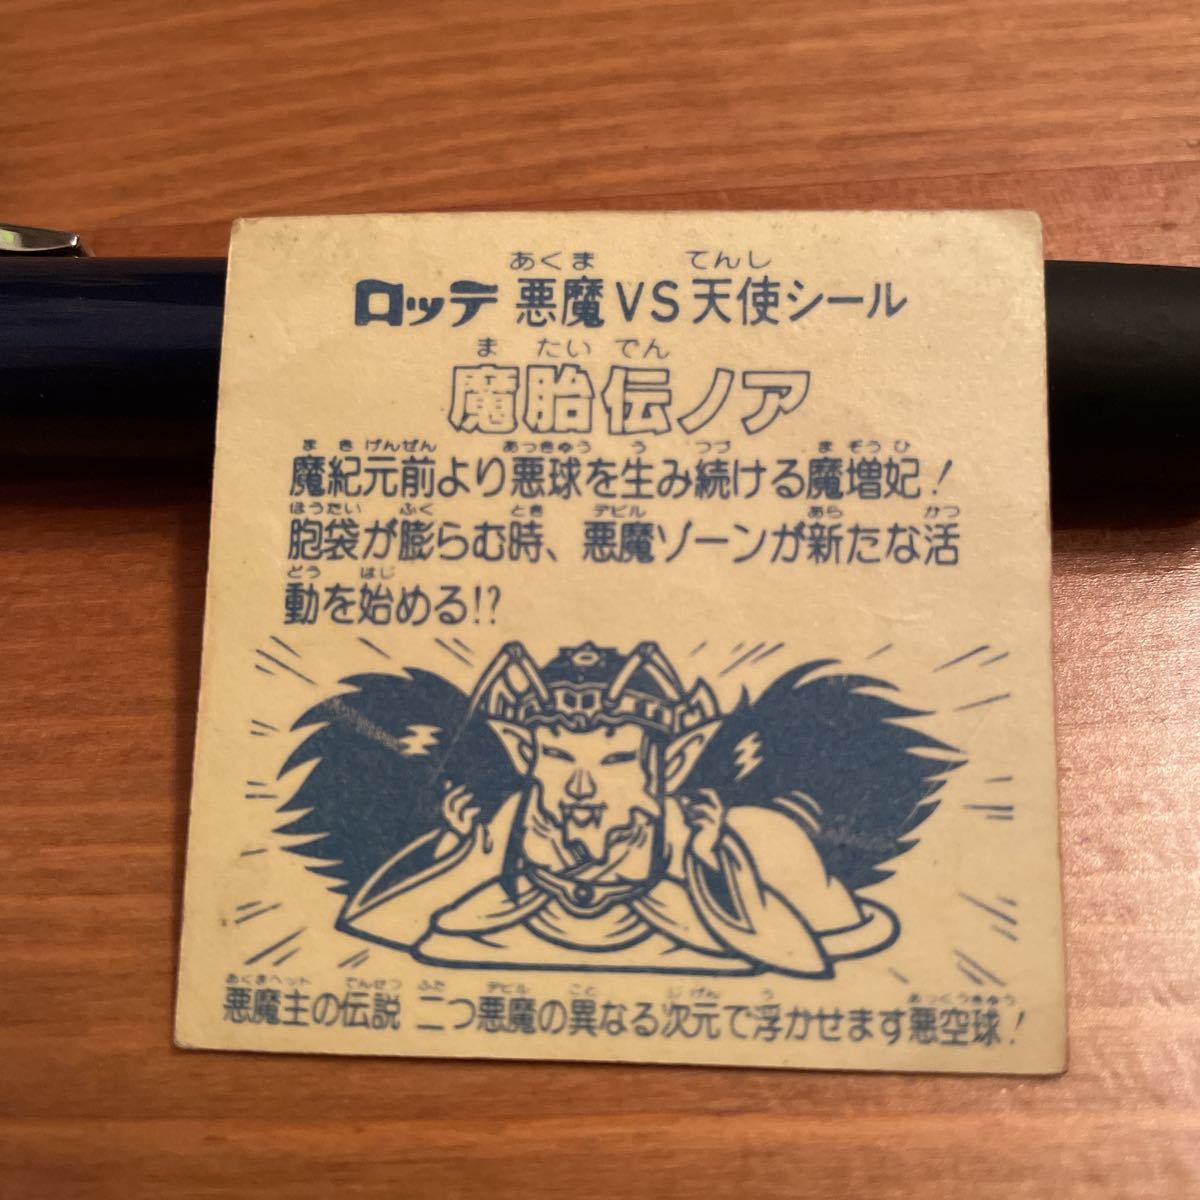 あくま てんし
ロッテ 悪魔VS天使シール
ま たい でん
魔胎伝ノア
ま き げんぜん あっきゅう う つづ ま ぞう ひ
魔紀元前より悪球を生み続ける魔増妃!
ほうたい ふく とき デビル あら かつ
胞袋が膨らむ時、悪魔ゾーンが新たな活
どう はじ
動を始める!?
あくまヘッド でんせつ ふた デビル こと じ げん う あっくうきゅう
悪魔主の伝説 二つ悪魔の異なる次元で浮かせます悪空球!